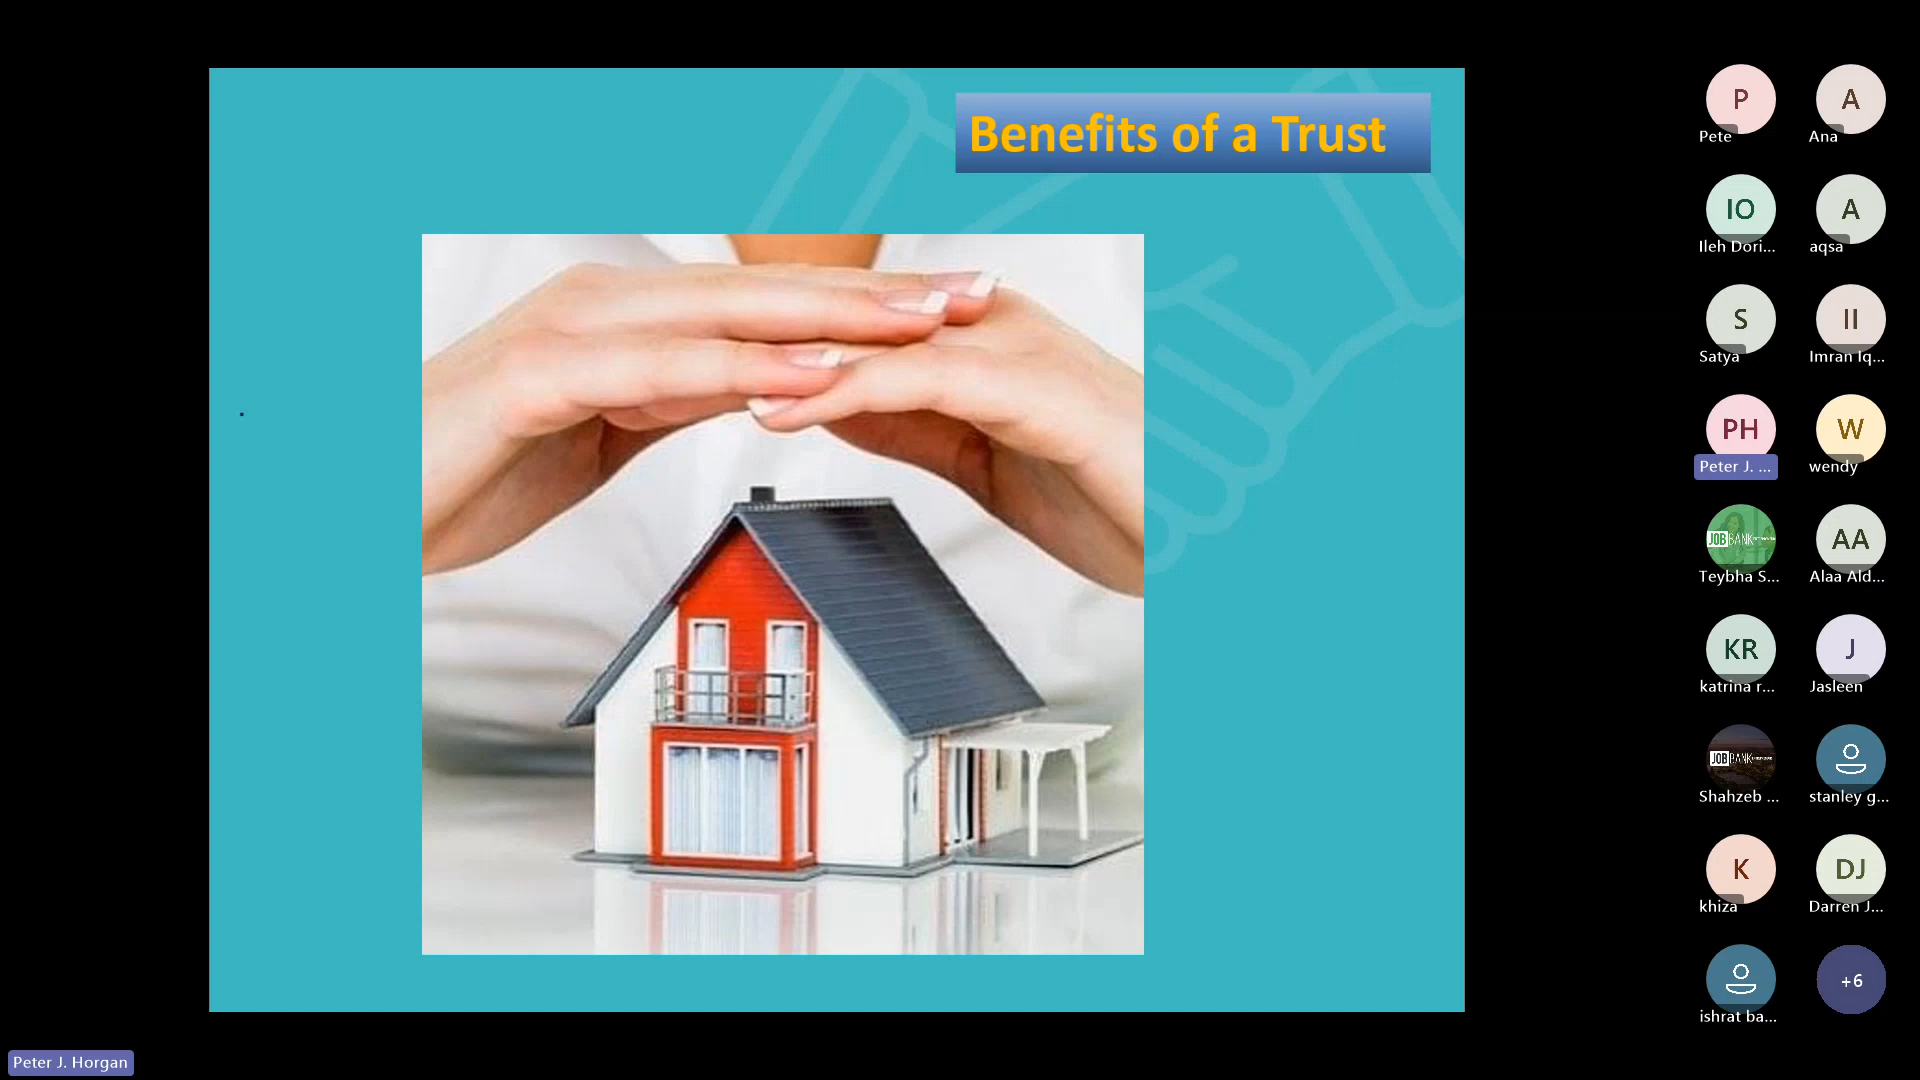 Benefits of a Trust
P
A
Pete
Ana
IO
A
Ileh Dori...
aqsa
S
II
Satya
Imran Iq...
PH
W
Peter J. ...
wendy
JOB BANK
AA
Teybha S...
Alaa Ald...
KR
J
katrina r...
Jasleen
JOB BANK
Shahzeb ...
stanley g...
K
DJ
khiza
Darren J...
+6
ishrat ba...
Peter J. Horgan